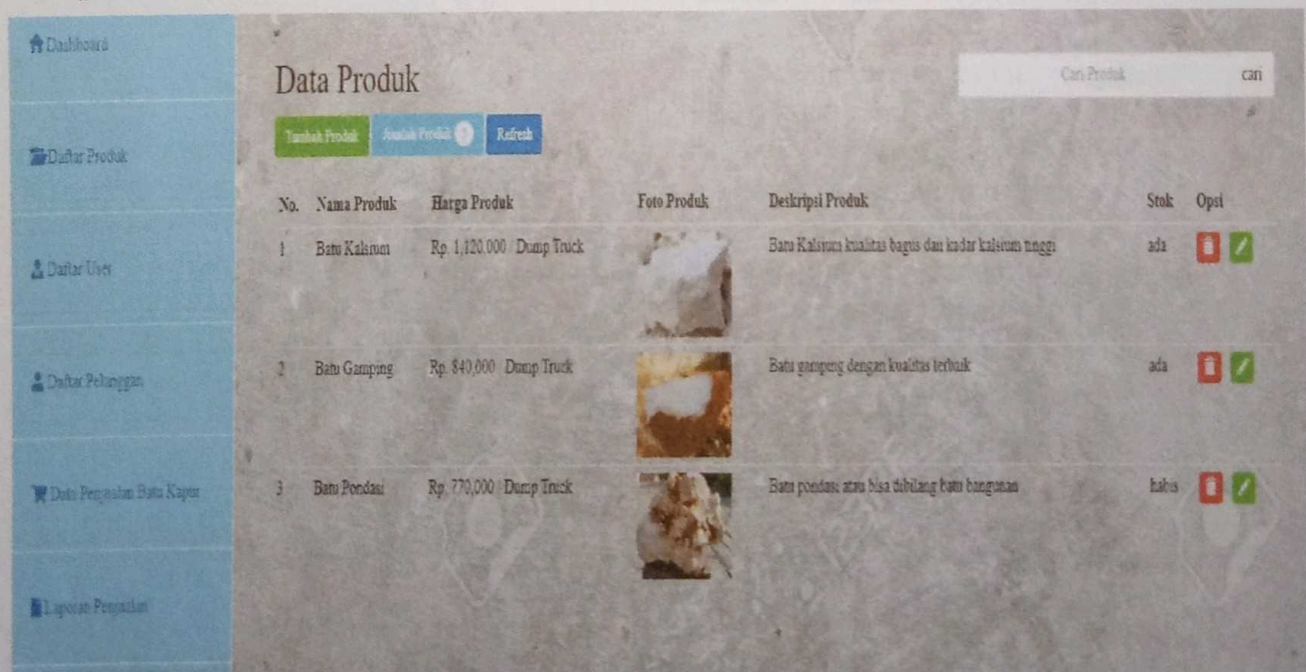 Dashboard
Daftar Produk
Daftar User
Daftar Pelanggan
Data Penjualan Batu Kapur
Laporan Penjualan
Data Produk
Cari Produk cari
Tambah Produk Jumlah Produk Refresh
No. Nama Produk Harga Produk Foto Produk Deskripsi Produk Stok Opsi
1 Batu Kalsium Rp. 1,120,000 / Dump Truck Batu Kalsium kualitas bagus dan kadar kalsium tinggi ada
2 Batu Gamping Rp. 840,000 / Dump Truck Batu gamping dengan kualitas terbaik ada
3 Batu Pondasi Rp. 770,000 / Dump Truck Batu pondasi atau bisa dibilang batu bangunan habis